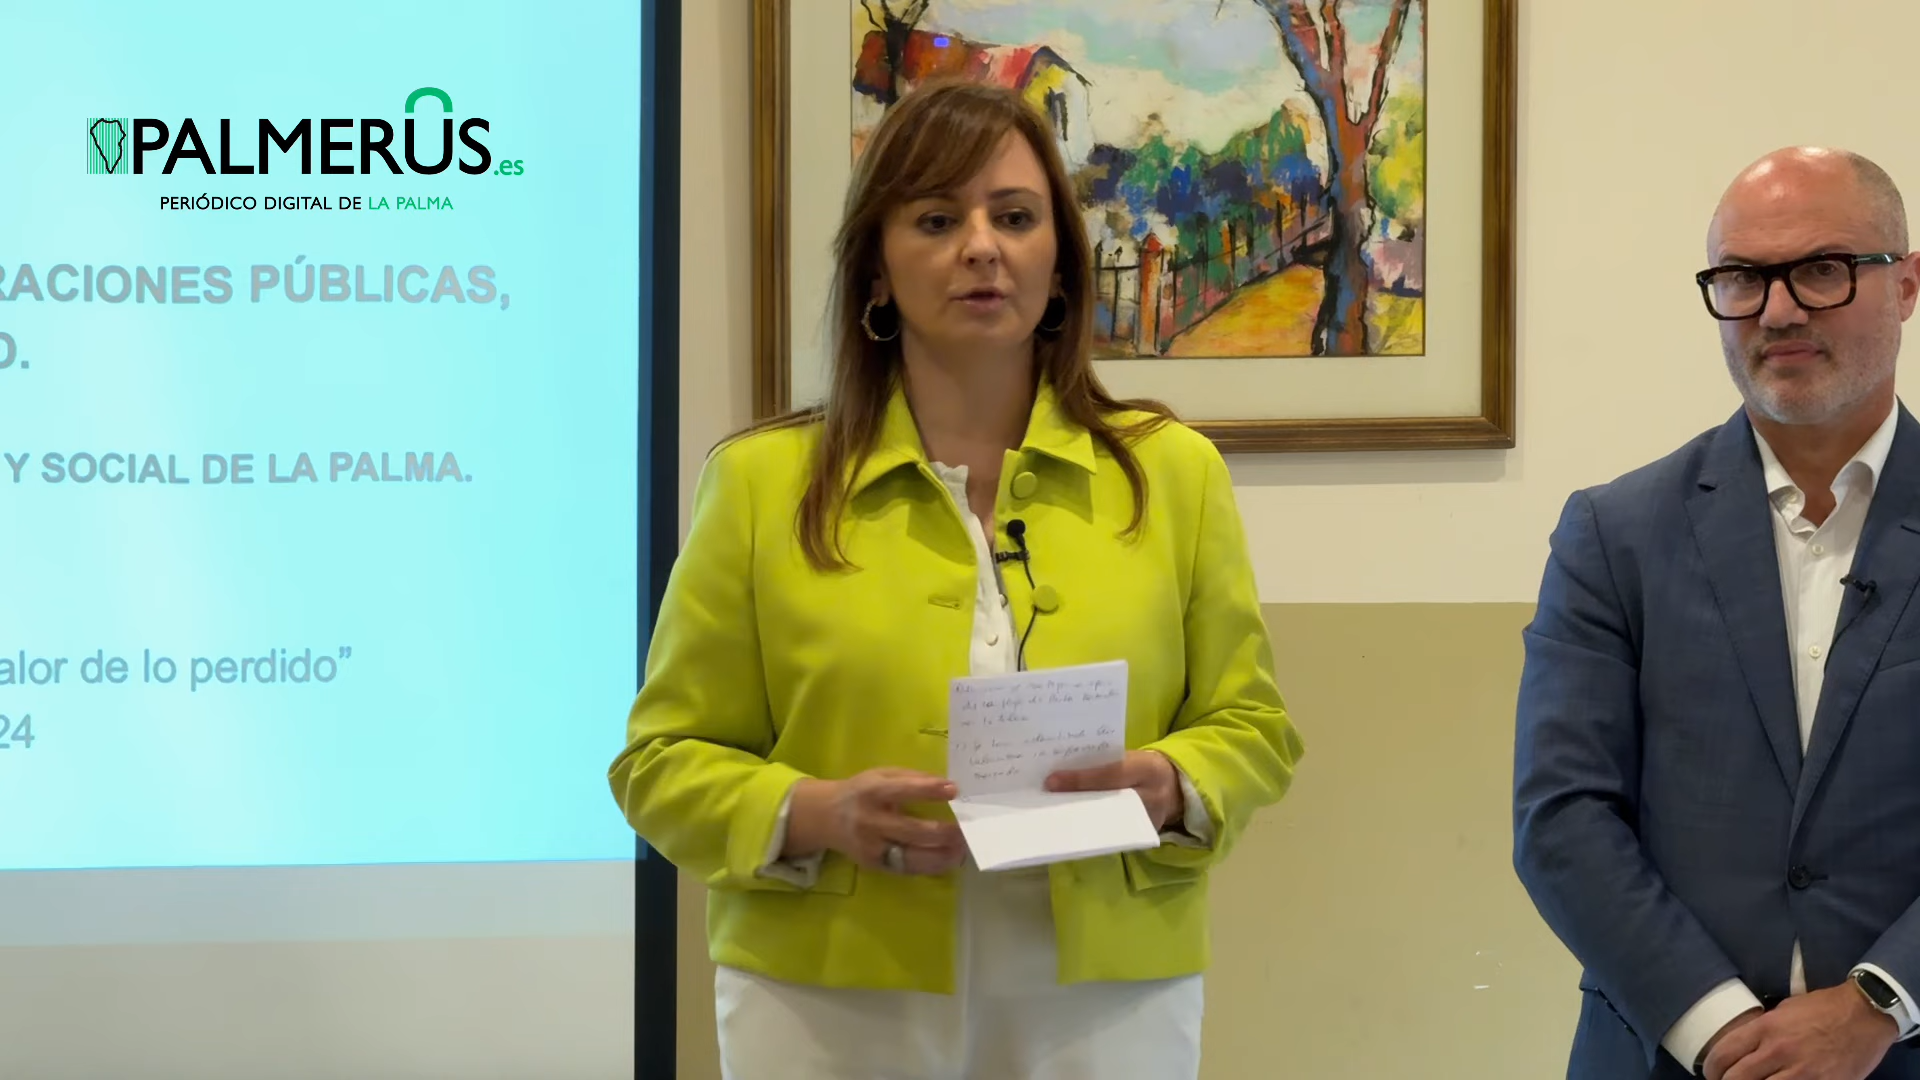 PALMERUS.es
PERIÓDICO DIGITAL DE LA PALMA
RACIONES PÚBLICAS,
O.
Y SOCIAL DE LA PALMA.
alor de lo perdido”
24